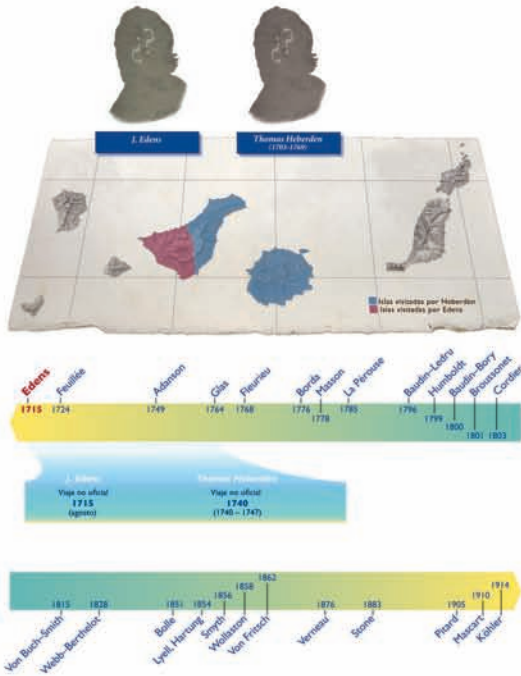 J. Edens
Thomas Heberden
(1703-1769)
Islas visitadas por Heberden
Islas visitadas por Edens
Edens
1715
Feuillée
1724
Adanson
1749
Glas
1764
Fleurieu
1768
Borda
1776
Masson
1778
La Pérouse
1785
Baudin-Ledru
1796
Humboldt
1799
Baudin-Bory
1800
Broussonet
1801
Cordier
1803
J. Edens
Viaje no oficial
1715
(agosto)
Thomas Heberden
Viaje no oficial
1740
(1740 – 1747)
1815
Von Buch-Smith
1828
Webb-Berthelot
1851
Bolle
1854
Lyell, Hartung
1856
Smyth
1858
Wollaston
1862
Von Fritsch
1876
Verneau
1883
Stone
1905
Pitard
1910
Mascart
1914
Köhler